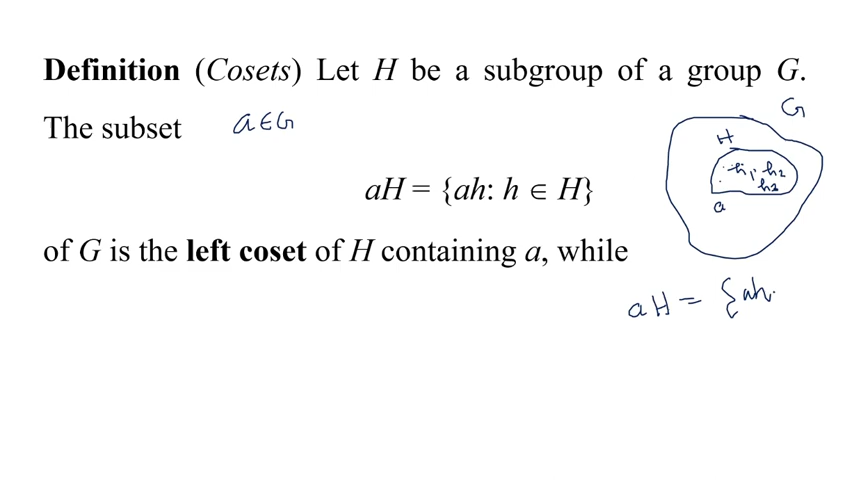 Definition (Cosets) Let H be a subgroup of a group G.
The subset a∈G
aH = {ah: h ∈ H}
of G is the left coset of H containing a, while
G
H
h₁, h₂
h₃
a
aH = {ah.